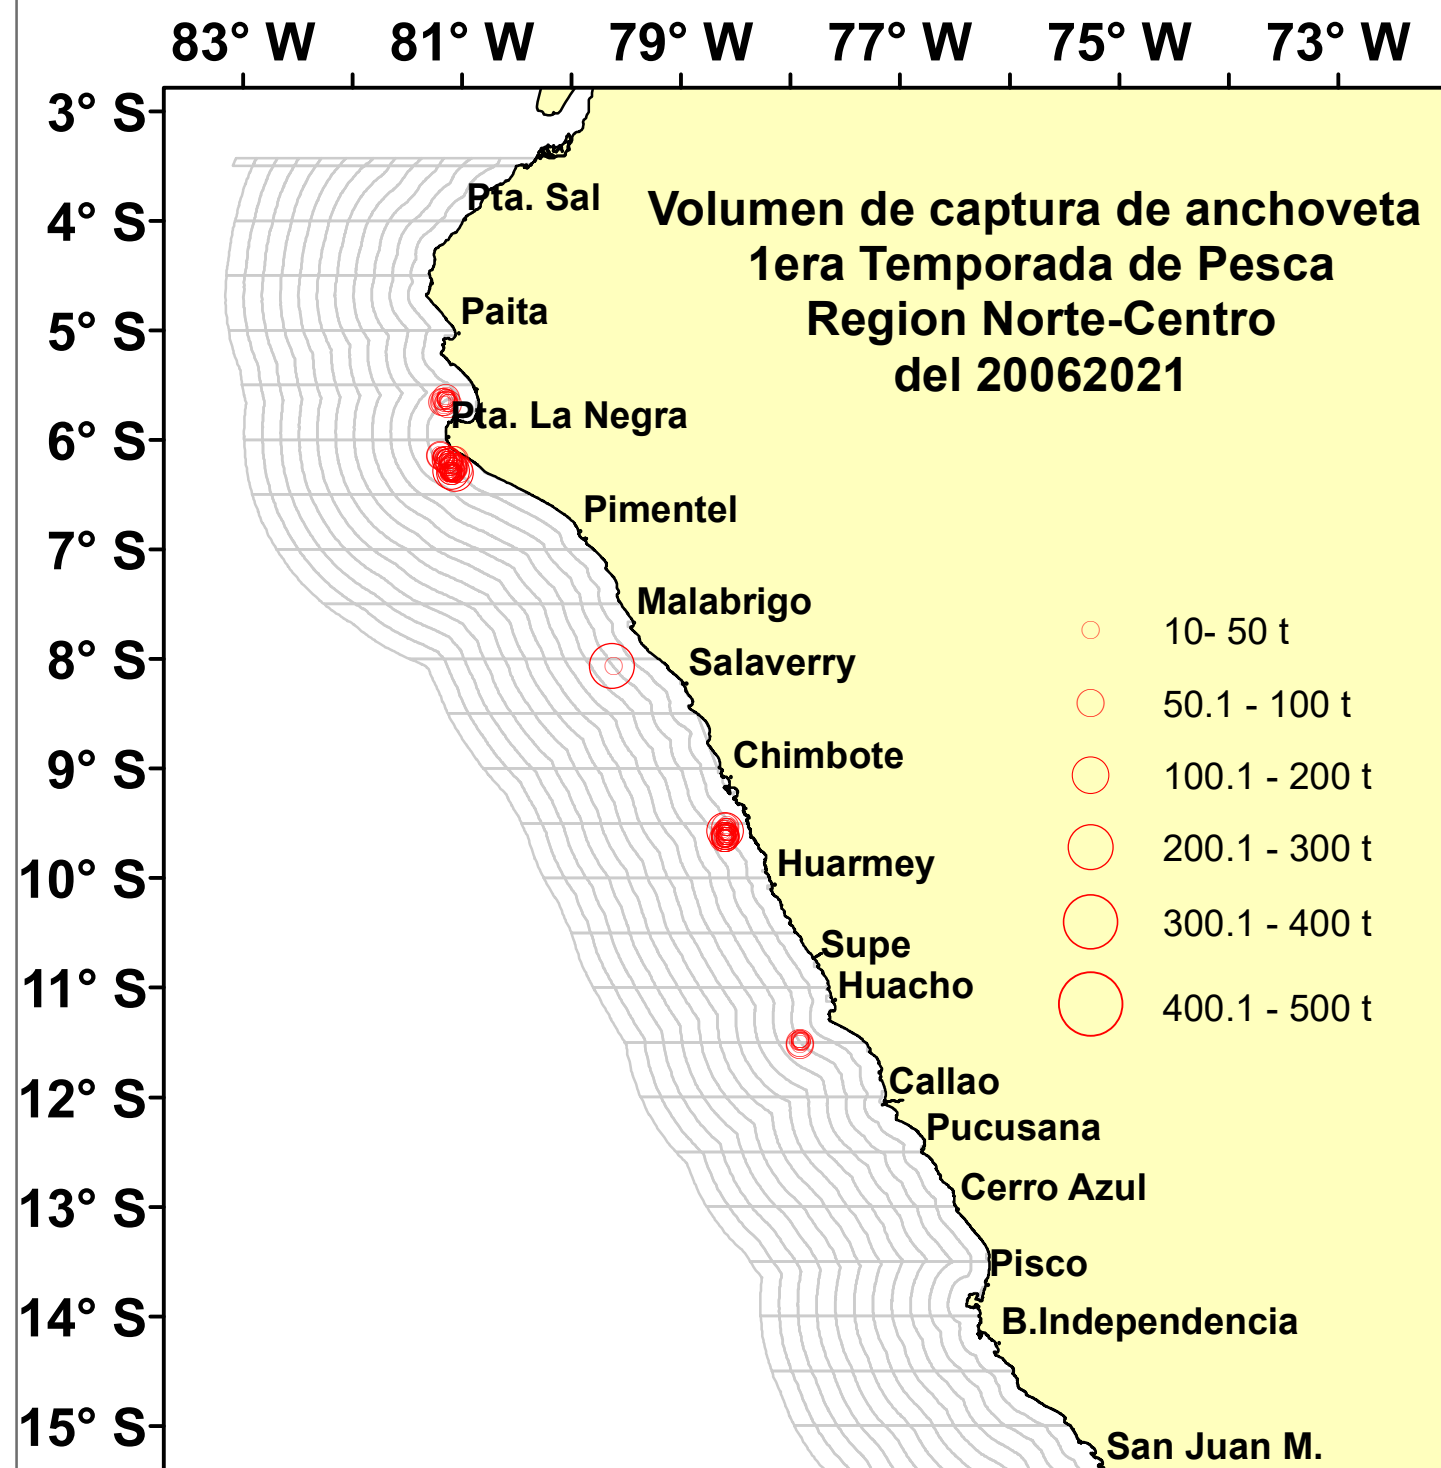 83° W 81° W 79° W 77° W 75° W 73° W
3° S
4° S
5° S
6° S
7° S
8° S
9° S
10° S
11° S
12° S
13° S
14° S
15° S
Volumen de captura de anchoveta
1era Temporada de Pesca
Region Norte-Centro
del 20062021
Pta. Sal
Paita
Pta. La Negra
Pimentel
Malabrigo
Salaverry
Chimbote
Huarmey
Supe
Huacho
Callao
Pucusana
Cerro Azul
Pisco
B.Independencia
San Juan M.
10- 50 t
50.1 - 100 t
100.1 - 200 t
200.1 - 300 t
300.1 - 400 t
400.1 - 500 t